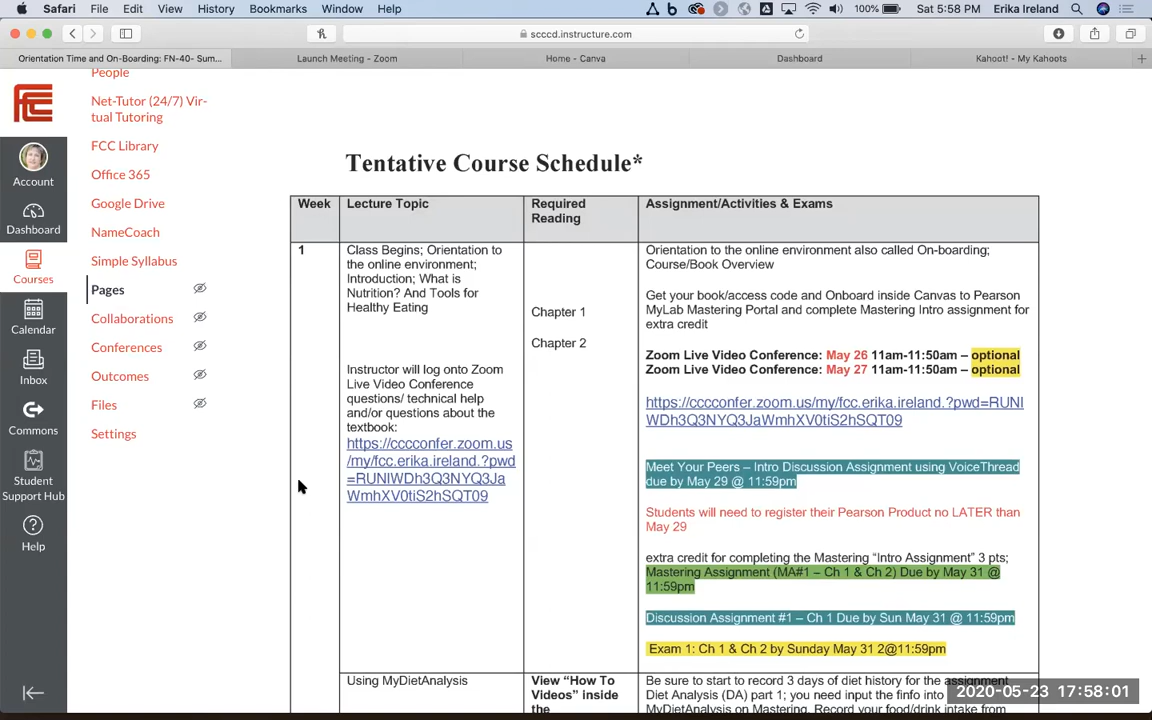 Safari File Edit View History Bookmarks Window Help 100% Sat 5:58 PM Erika Ireland
scccd.instructure.com
Orientation Time and On-Boarding: FN-40- Sum... Launch Meeting - Zoom Home - Canva Dashboard Kahoot! - My Kahoots
FCC
Account
Dashboard
Courses
Calendar
Inbox
Commons
Student
Support Hub
Help
People
Net-Tutor (24/7) Vir-
tual Tutoring
FCC Library
Office 365
Google Drive
NameCoach
Simple Syllabus
Pages
Collaborations
Conferences
Outcomes
Files
Settings
Tentative Course Schedule*
Week Lecture Topic Required Assignment/Activities & Exams
Reading
1
Class Begins; Orientation to
the online environment;
Introduction; What is
Nutrition? And Tools for
Healthy Eating
Instructor will log onto Zoom
Live Video Conference
questions/ technical help
and/or questions about the
textbook:
https://cccconfer.zoom.us
/my/fcc.erika.ireland.?pwd
=RUNIWDh3Q3NYQ3Ja
WmhXV0tiS2hSQT09
Chapter 1
Chapter 2
Orientation to the online environment also called On-boarding;
Course/Book Overview
Get your book/access code and Onboard inside Canvas to Pearson
MyLab Mastering Portal and complete Mastering Intro assignment for
extra credit
Zoom Live Video Conference: May 26 11am-11:50am – optional
Zoom Live Video Conference: May 27 11am-11:50am – optional
https://cccconfer.zoom.us/my/fcc.erika.ireland.?pwd=RUNI
WDh3Q3NYQ3JaWmhXV0tiS2hSQT09
Meet Your Peers – Intro Discussion Assignment using VoiceThread
due by May 29 @ 11:59pm
Students will need to register their Pearson Product no LATER than
May 29
extra credit for completing the Mastering “Intro Assignment” 3 pts;
Mastering Assignment (MA#1 – Ch 1 & Ch 2) Due by May 31 @
11:59pm
Discussion Assignment #1 – Ch 1 Due by Sun May 31 @ 11:59pm
Exam 1: Ch 1 & Ch 2 by Sunday May 31 2@11:59pm
Using MyDietAnalysis
View “How To
Videos” inside
the
Be sure to start to record 3 days of diet history for the assignment
Diet Analysis (DA) part 1; you need input the finfo into
MyDietAnalysis on Mastering. Record your food/drink intake from
2020-05-23 17:58:01